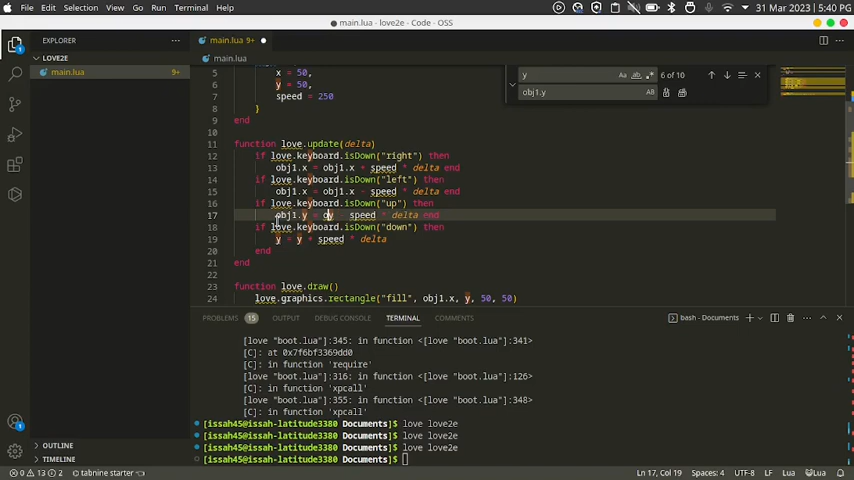 File Edit Selection View Go Run Terminal Help
31 Mar 2023 | 5:40 PG
main.lua - love2e - Code - OSS
EXPLORER
LOVE2E
main.lua 9+
main.lua 9+
main.lua
y
6 of 10
obj1.y
5 x = 50,
6 y = 50,
7 speed = 250
8 }
9 end
10
11 function love.update(delta)
12 if love.keyboard.isDown("right") then
13 obj1.x = obj1.x + speed * delta end
14 if love.keyboard.isDown("left") then
15 obj1.x = obj1.x - speed * delta end
16 if love.keyboard.isDown("up") then
17 obj1.y = oy - speed * delta end
18 if love.keyboard.isDown("down") then
19 y = y + speed * delta
20 end
21 end
22
23 function love.draw()
24 love.graphics.rectangle("fill", obj1.x, y, 50, 50)
PROBLEMS 15 OUTPUT DEBUG CONSOLE TERMINAL COMMENTS
bash - Documents
[love "boot.lua"]:345: in function <[love "boot.lua"]:341>
[C]: at 0x7f6bf3369dd0
[C]: in function 'require'
[love "boot.lua"]:316: in function <[love "boot.lua"]:126>
[C]: in function 'xpcall'
[love "boot.lua"]:355: in function <[love "boot.lua"]:348>
[C]: in function 'xpcall'
[issah45@issah-latitude3380 Documents]$ love love2e
[issah45@issah-latitude3380 Documents]$ love love2e
[issah45@issah-latitude3380 Documents]$ love love2e
[issah45@issah-latitude3380 Documents]$
OUTLINE
TIMELINE
0 13 2 tabnine starter
Ln 17, Col 19 Spaces: 4 UTF-8 LF Lua Spell